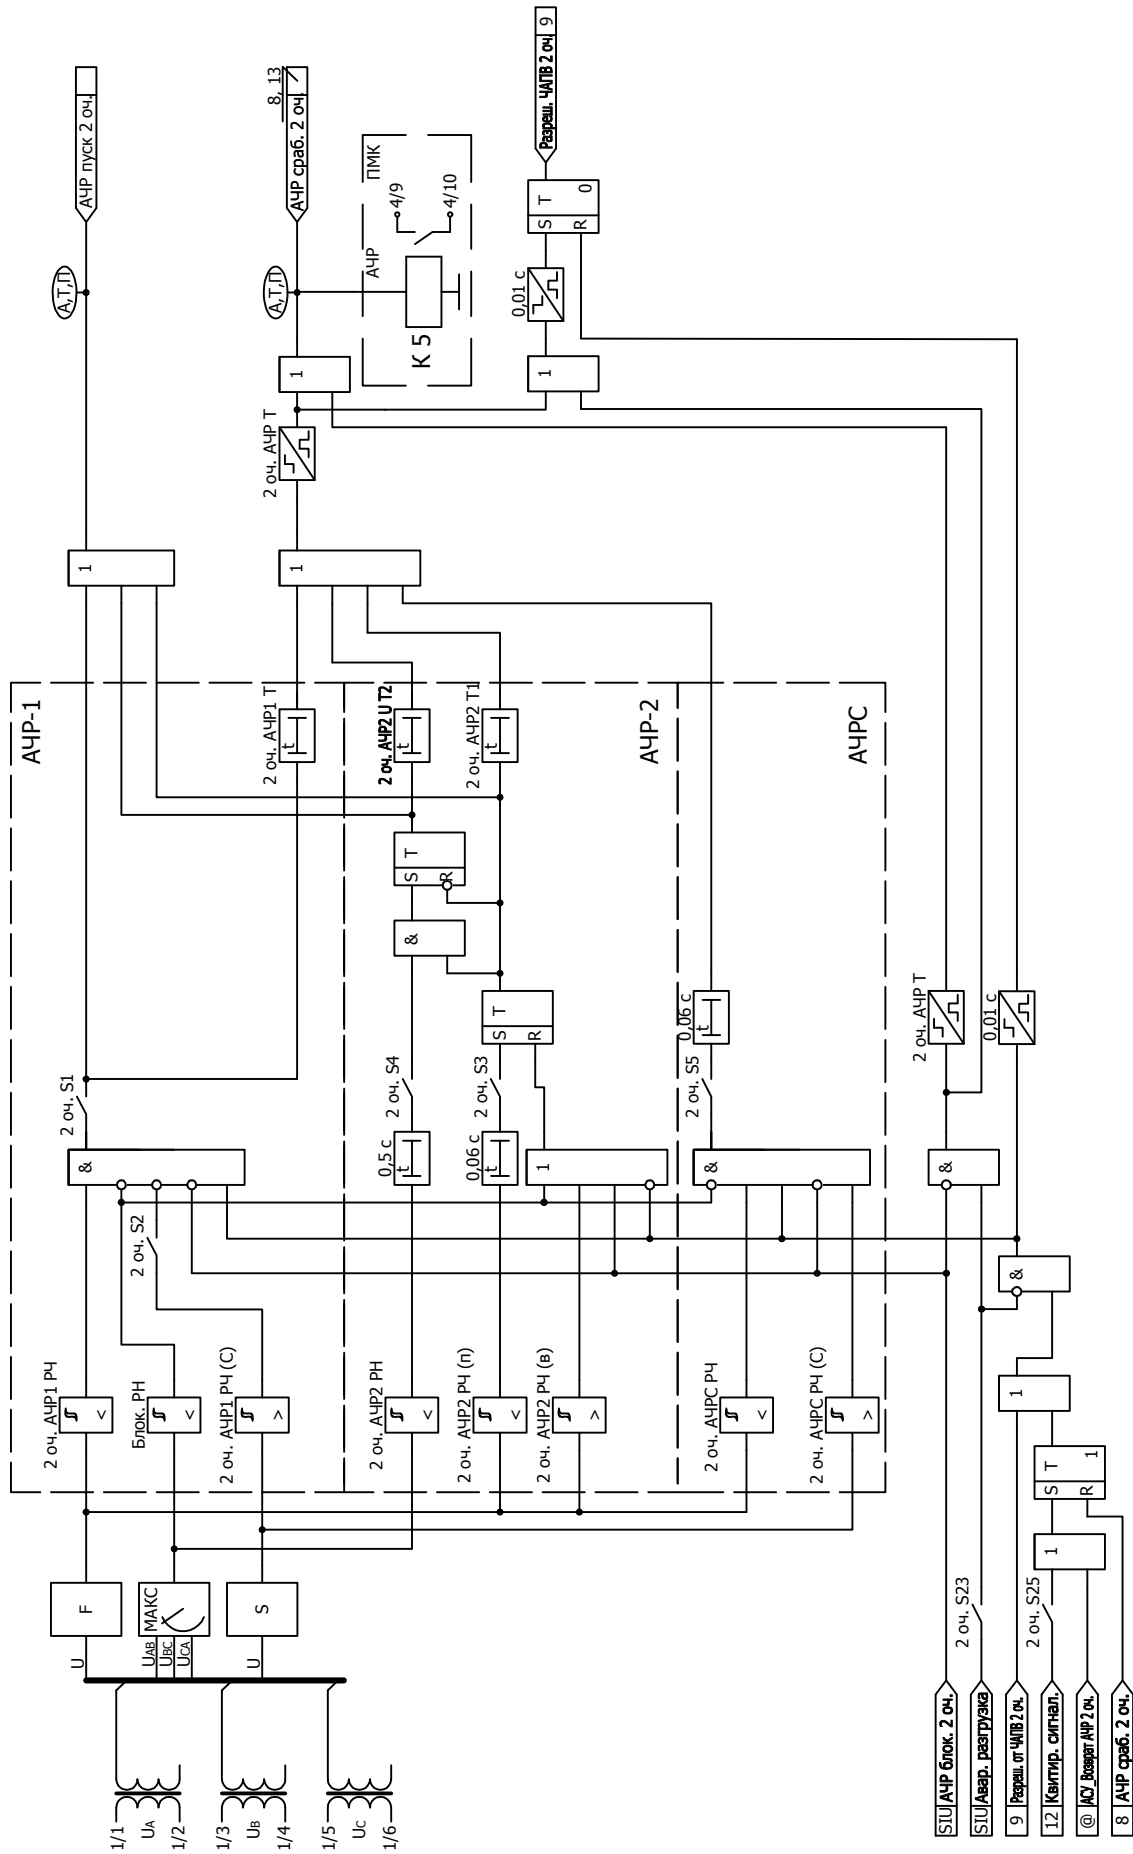 АЧР пуск 2 оч.
8, 13
АЧР сраб. 2 оч.
Разреш. ЧАПВ 2 оч. 9
А,Т,П
А,Т,П
ПМК
АЧР
4/9
4/10
К 5
S T
R 0
0,01 с
1
1
2 оч. АЧР Т
1
1
АЧР-1
2 оч. АЧР1 Т
t
2 оч. АЧР2 U Т2
t
2 оч. АЧР2 Т1
t
АЧР-2
АЧРС
S T
R
&
S T
R
0,06 с
t
2 оч. АЧР Т
0,01 с
2 оч. S1
2 оч. S4
2 оч. S3
2 оч. S5
&
0,5 с
t
0,06 с
t
1
&
&
2 оч. S2
&
2 оч. АЧР1 РЧ
<
Блок. РН
<
2 оч. АЧР1 РЧ (С)
>
2 оч. АЧР2 РН
<
2 оч. АЧР2 РЧ (п)
<
2 оч. АЧР2 РЧ (в)
>
2 оч. АЧРС РЧ
<
2 оч. АЧРС РЧ (С)
>
1
S T
R 1
1
F
МАКС
S
U
UAB
UBC
UCA
U
2 оч. S23
2 оч. S25
1/1
UA
1/2
1/3
UB
1/4
1/5
UC
1/6
SIU АЧР блок. 2 оч.
SIU Авар. разгрузка
9 Разреш. от ЧАПВ 2 оч.
12 Квитир. сигнал.
@ АСУ_Возврат АЧР 2 оч.
8 АЧР сраб. 2 оч.